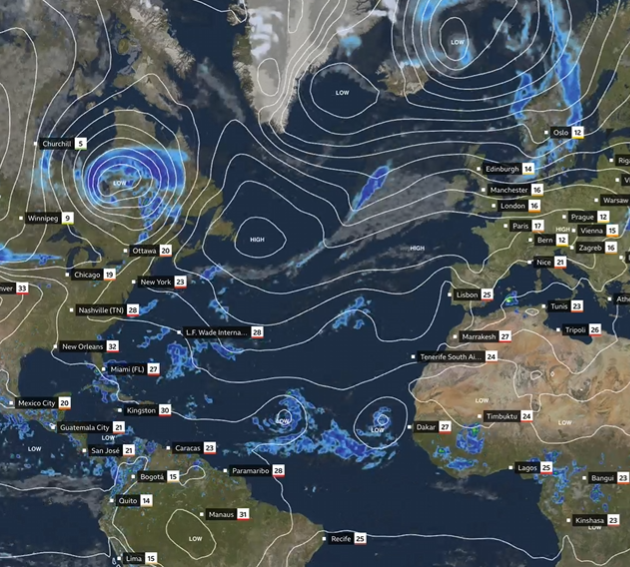 LOW
LOW
Oslo 12
Churchill 5
Edinburgh 14
Riga
LOW
Manchester 16
London 16
Warsaw
Winnipeg 9
Prague 12
Paris 17
HIGH
Vienna 15
HIGH
Bern 12
Zagreb 16
HIGH
Ottawa 20
Nice 21
Chicago 19
New York 23
nver 33
Lisbon 25
Tunis 23
Athe
Nashville (TN) 28
L.F. Wade Interna... 28
Tripoli 26
Marrakesh 27
New Orleans 32
Tenerife South Ai... 24
Miami (FL) 27
Mexico City 20
LOW
Kingston 30
Timbuktu 24
LOW
LOW
Guatemala City 21
LOW
Dakar 27
LOW
LOW
San José 21
Caracas 23
Paramaribo 28
Lagos 25
Bogotá 15
Bangui 23
Quito 14
Manaus 31
Kinshasa 23
LOW
LOW
Recife 25
Lima 15